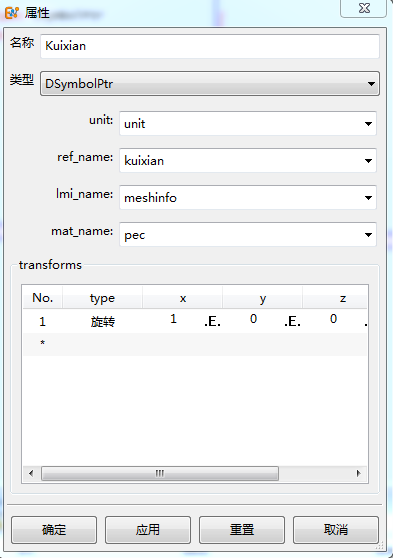 属性
名称 Kuixian
类型 DSymbolPtr
unit: unit
ref_name: kuixian
lmi_name: meshinfo
mat_name: pec
transforms
No. type x y z
1 旋转 1 .E. 0 .E. 0 .
*
确定 应用 重置 取消